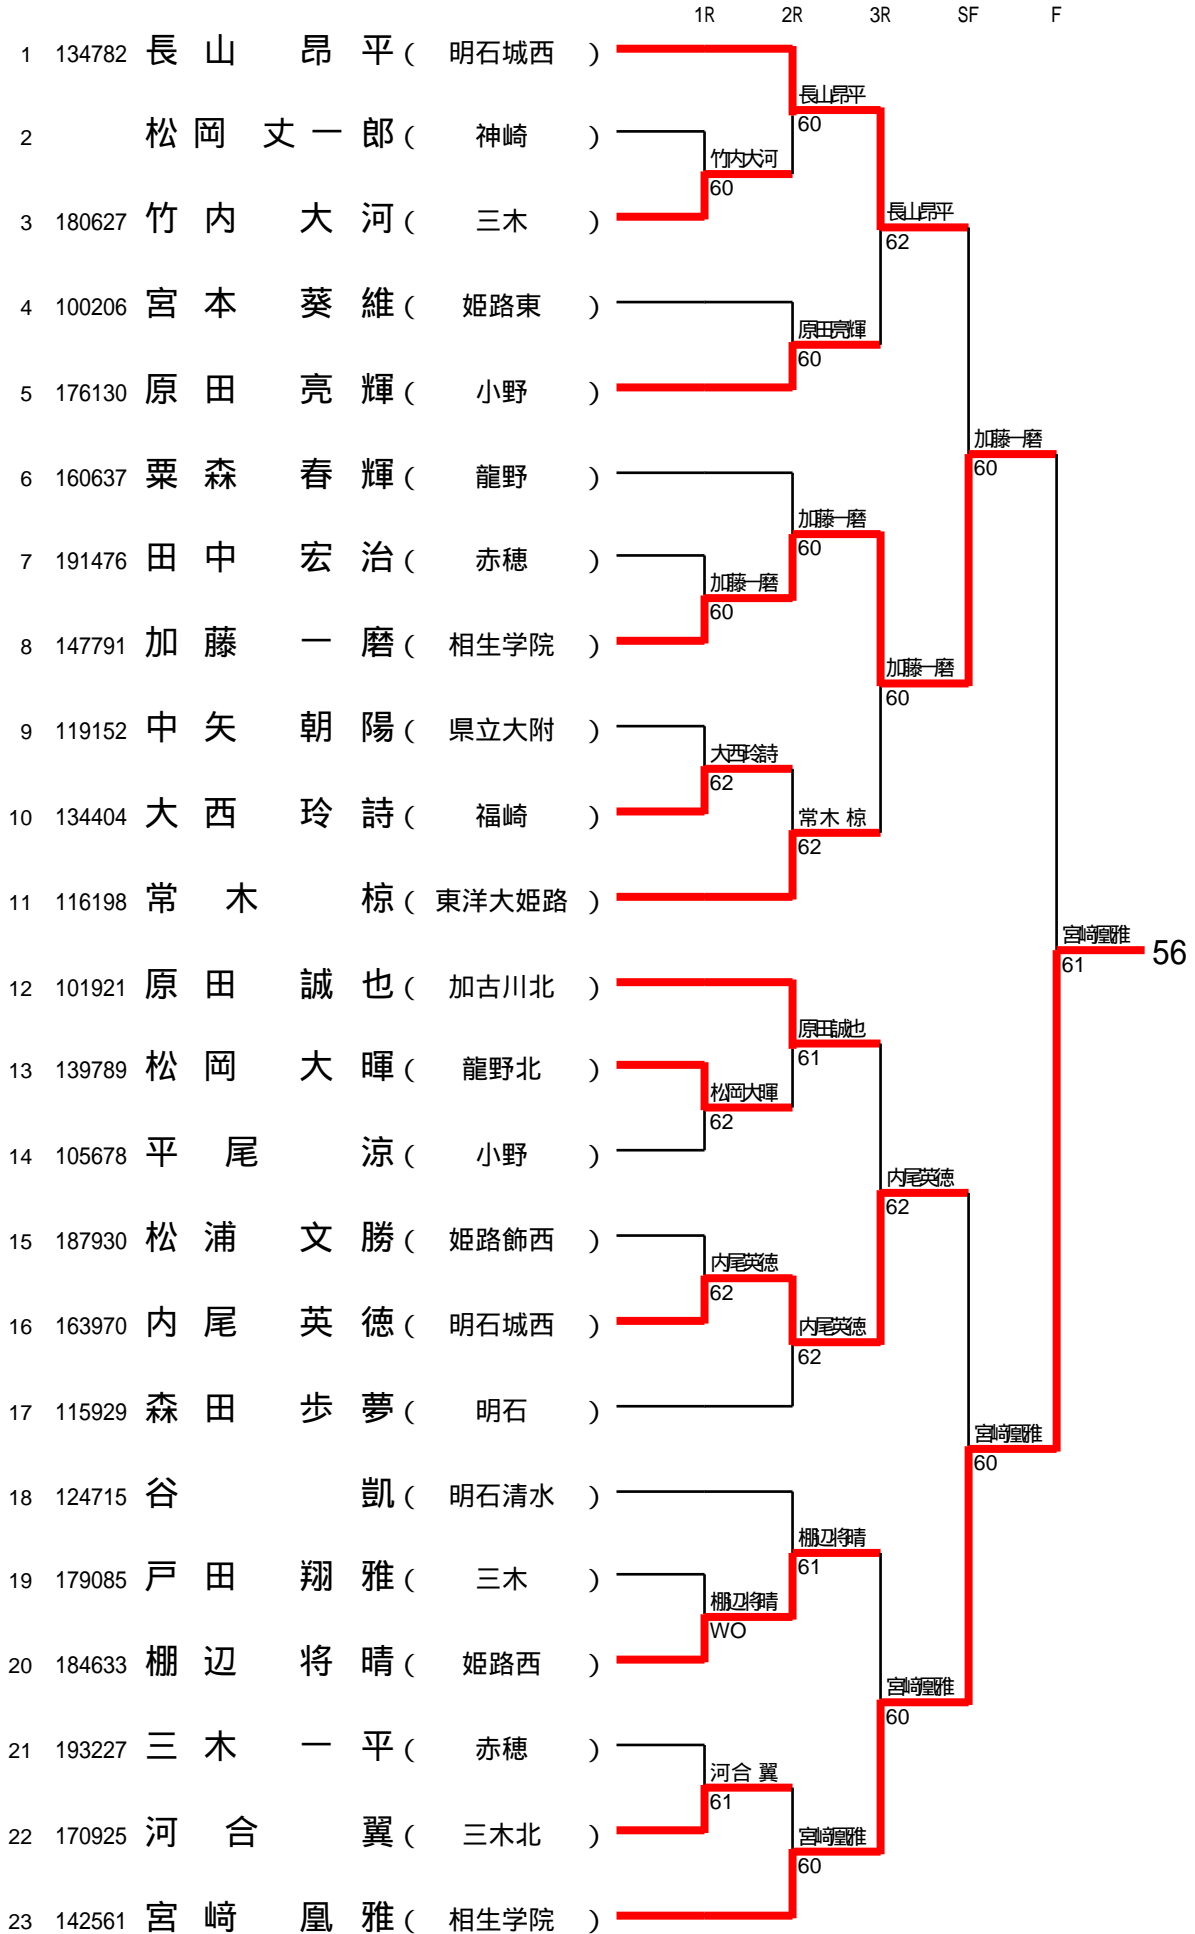 1R 2R 3R SF F
1 134782 長山 昂平 ( 明石城西 )
長山昂平
60
2 松岡 丈一郎 ( 神崎 )
竹内大河
60
3 180627 竹内 大河 ( 三木 )
長山昂平
62
4 100206 宮本 葵維 ( 姫路東 )
原田亮輝
60
5 176130 原田 亮輝 ( 小野 )
加藤一磨
60
6 160637 粟森 春輝 ( 龍野 )
加藤一磨
60
7 191476 田中 宏治 ( 赤穂 )
加藤一磨
60
8 147791 加藤 一磨 ( 相生学院 )
加藤一磨
60
9 119152 中矢 朝陽 ( 県立大附 )
大西玲詩
62
10 134404 大西 玲詩 ( 福崎 )
常木 椋
62
11 116198 常木 椋 ( 東洋大姫路 )
宮﨑凰雅
61
56
12 101921 原田 誠也 ( 加古川北 )
原田誠也
61
13 139789 松岡 大暉 ( 龍野北 )
松岡大暉
62
14 105678 平尾 涼 ( 小野 )
内尾英徳
62
15 187930 松浦 文勝 ( 姫路飾西 )
内尾英徳
62
16 163970 内尾 英徳 ( 明石城西 )
内尾英徳
62
17 115929 森田 歩夢 ( 明石 )
宮﨑凰雅
60
18 124715 谷 凱 ( 明石清水 )
棚辺将晴
61
19 179085 戸田 翔雅 ( 三木 )
棚辺将晴
WO
20 184633 棚辺 将晴 ( 姫路西 )
宮﨑凰雅
60
21 193227 三木 一平 ( 赤穂 )
河合 翼
61
22 170925 河合 翼 ( 三木北 )
宮﨑凰雅
60
23 142561 宮﨑 凰雅 ( 相生学院 )